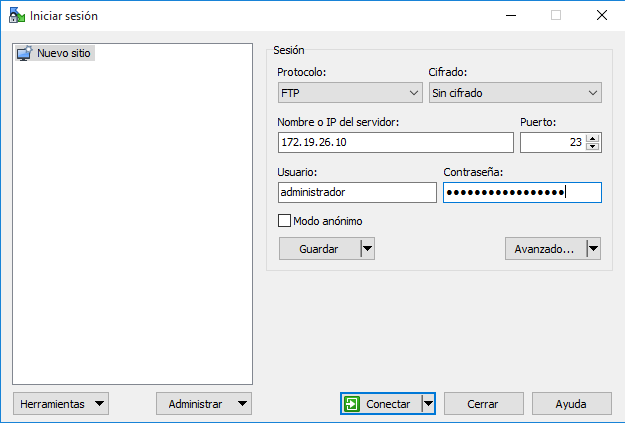 Iniciar sesión
Nuevo sitio
Sesión
Protocolo: Cifrado:
FTP Sin cifrado
Nombre o IP del servidor: Puerto:
172.19.26.10 23
Usuario: Contraseña:
administrador •••••••••••••••••
Modo anónimo
Guardar Avanzado...
Herramientas Administrar Conectar Cerrar Ayuda